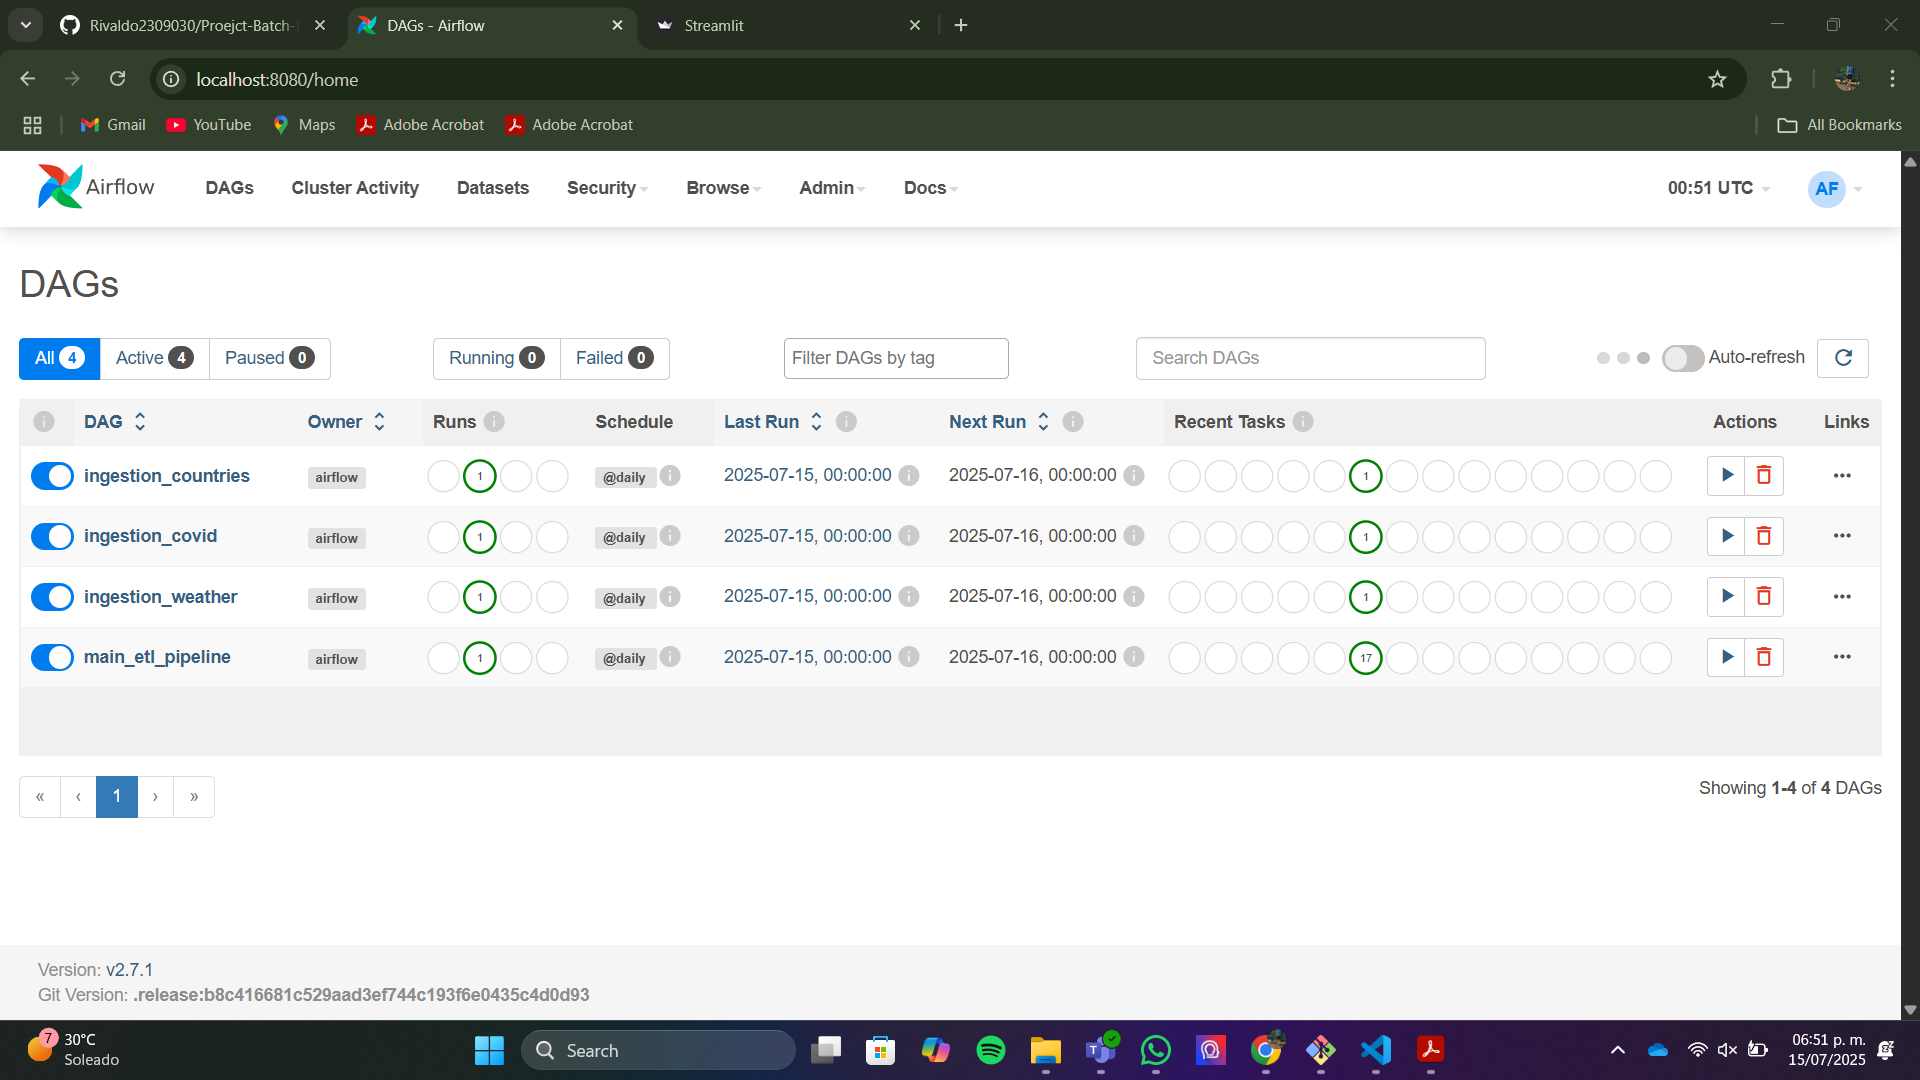 Rivaldo2309030/Proejct-Batch-
DAGs - Airflow
Streamlit
localhost:8080/home
Gmail
YouTube
Maps
Adobe Acrobat
Adobe Acrobat
All Bookmarks
Airflow
DAGs
Cluster Activity
Datasets
Security
Browse
Admin
Docs
00:51 UTC
AF
DAGs
All 4
Active 4
Paused 0
Running 0
Failed 0
Filter DAGs by tag
Search DAGs
Auto-refresh
DAG Owner Runs Schedule Last Run Next Run Recent Tasks Actions Links
ingestion_countries airflow 1 @daily 2025-07-15, 00:00:00 2025-07-16, 00:00:00 1
ingestion_covid airflow 1 @daily 2025-07-15, 00:00:00 2025-07-16, 00:00:00 1
ingestion_weather airflow 1 @daily 2025-07-15, 00:00:00 2025-07-16, 00:00:00 1
main_etl_pipeline airflow 1 @daily 2025-07-15, 00:00:00 2025-07-16, 00:00:00 17
« ‹ 1 › »
Showing 1-4 of 4 DAGs
Version: v2.7.1
Git Version: .release:b8c416681c529aad3ef744c193f6e0435c4d0d93
7
30°C
Soleado
Search
06:51 p. m.
15/07/2025